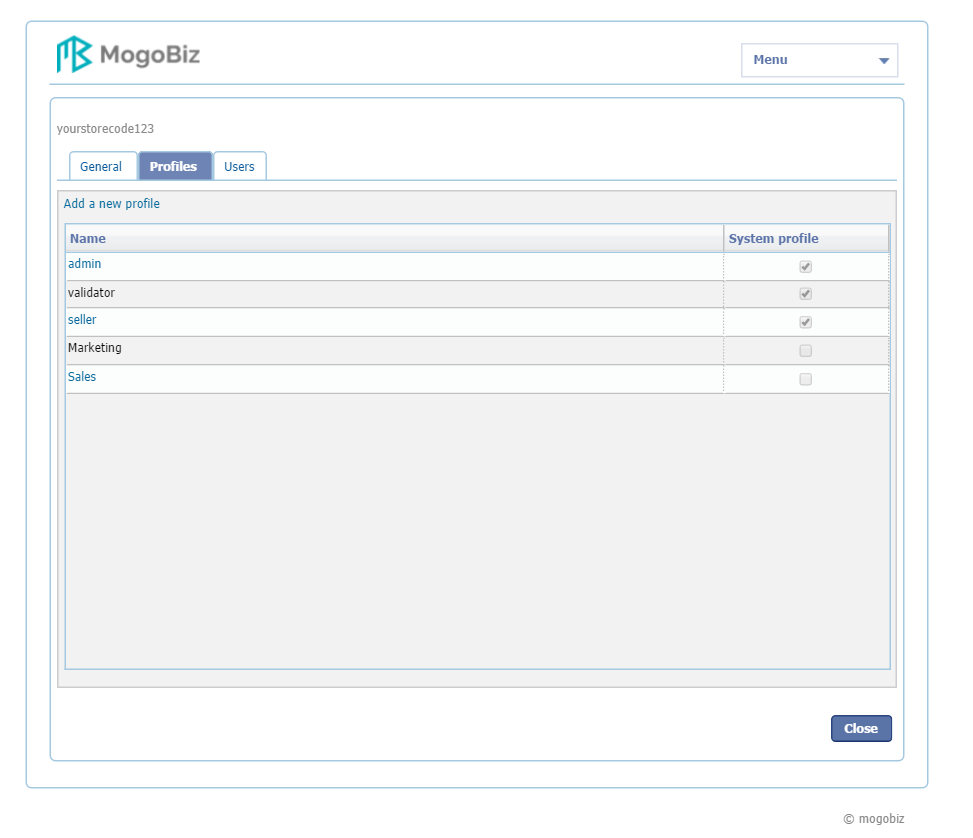 MogoBiz
Menu
yourstorecode123
General Profiles Users
Add a new profile
Name System profile
admin
validator
seller
Marketing
Sales
Close
© mogobiz